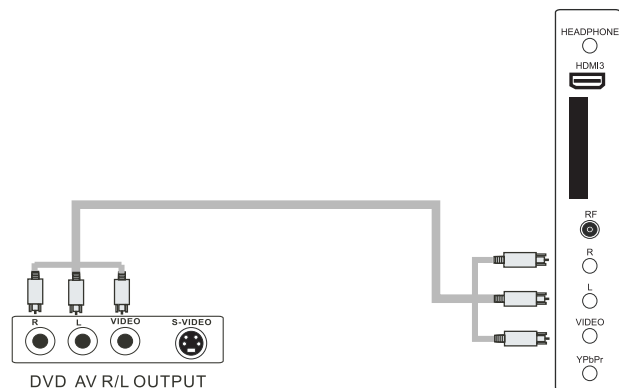 HEADPHONE
HDMI3
RF
R
L
VIDEO
YPbPr
R L VIDEO S-VIDEO
DVD AV R/L OUTPUT